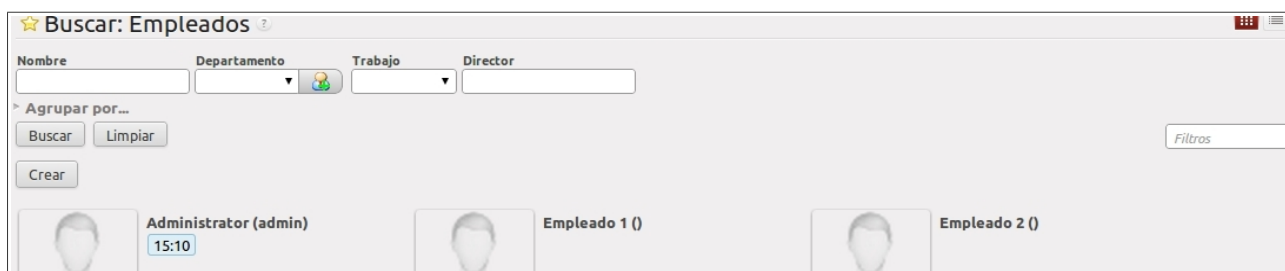 Buscar: Empleados ?
Nombre Departamento Trabajo Director
Agrupar por...
Buscar Limpiar
Filtros
Crear
Administrator (admin) Empleado 1 () Empleado 2 ()
15:10